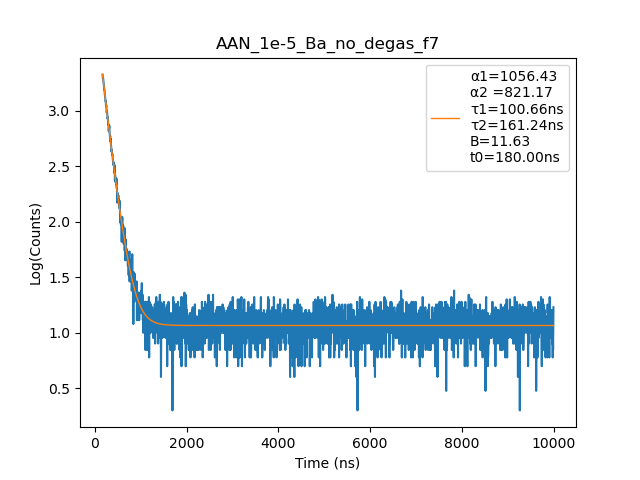 AAN_1e-5_Ba_no_degas_f7
α1=1056.43
α2 =821.17
τ1=100.66ns
τ2=161.24ns
B=11.63
t0=180.00ns
Log(Counts)
3.0
2.5
2.0
1.5
1.0
0.5
0 2000 4000 6000 8000 10000
Time (ns)